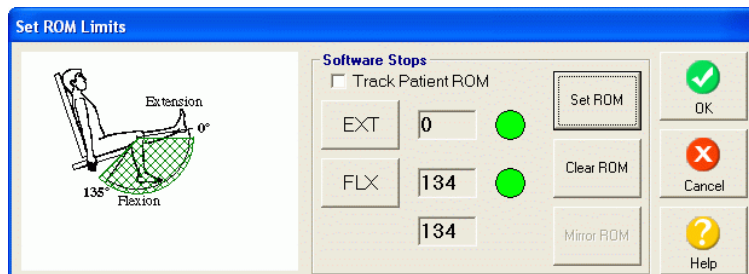 Set ROM Limits
Extension
0°
135°
Flexion
Software Stops
Track Patient ROM
EXT
0
FLX
134
134
Set ROM
Clear ROM
Mirror ROM
OK
Cancel
Help